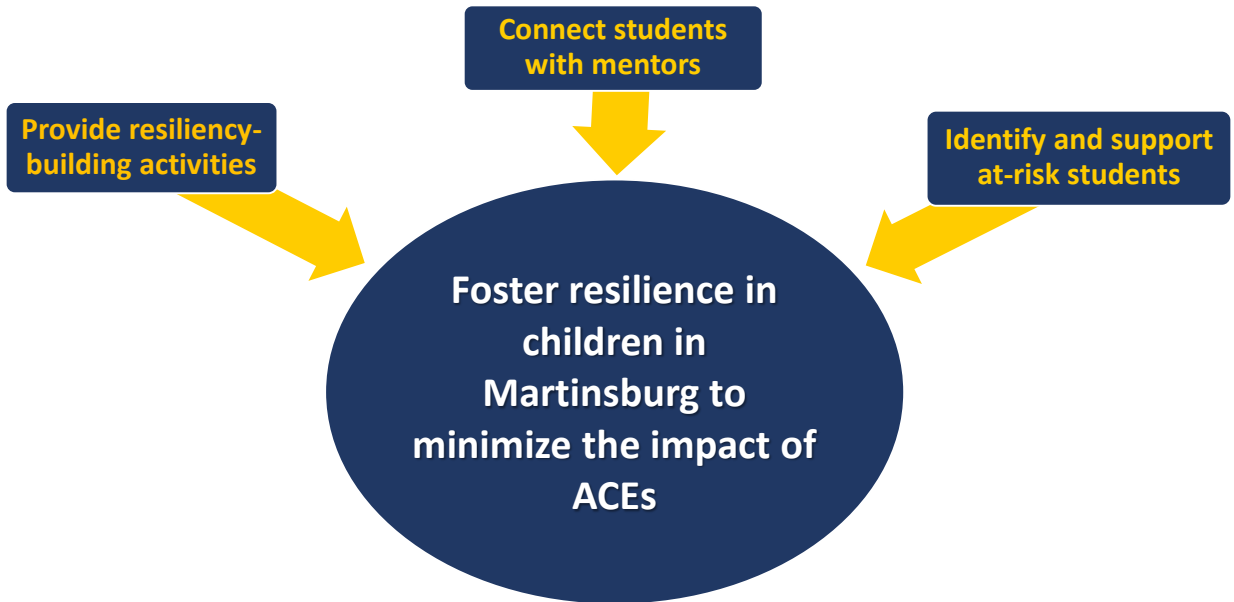 Connect students
with mentors
Provide resiliency-
building activities
Identify and support
at-risk students
Foster resilience in
children in
Martinsburg to
minimize the impact of
ACEs